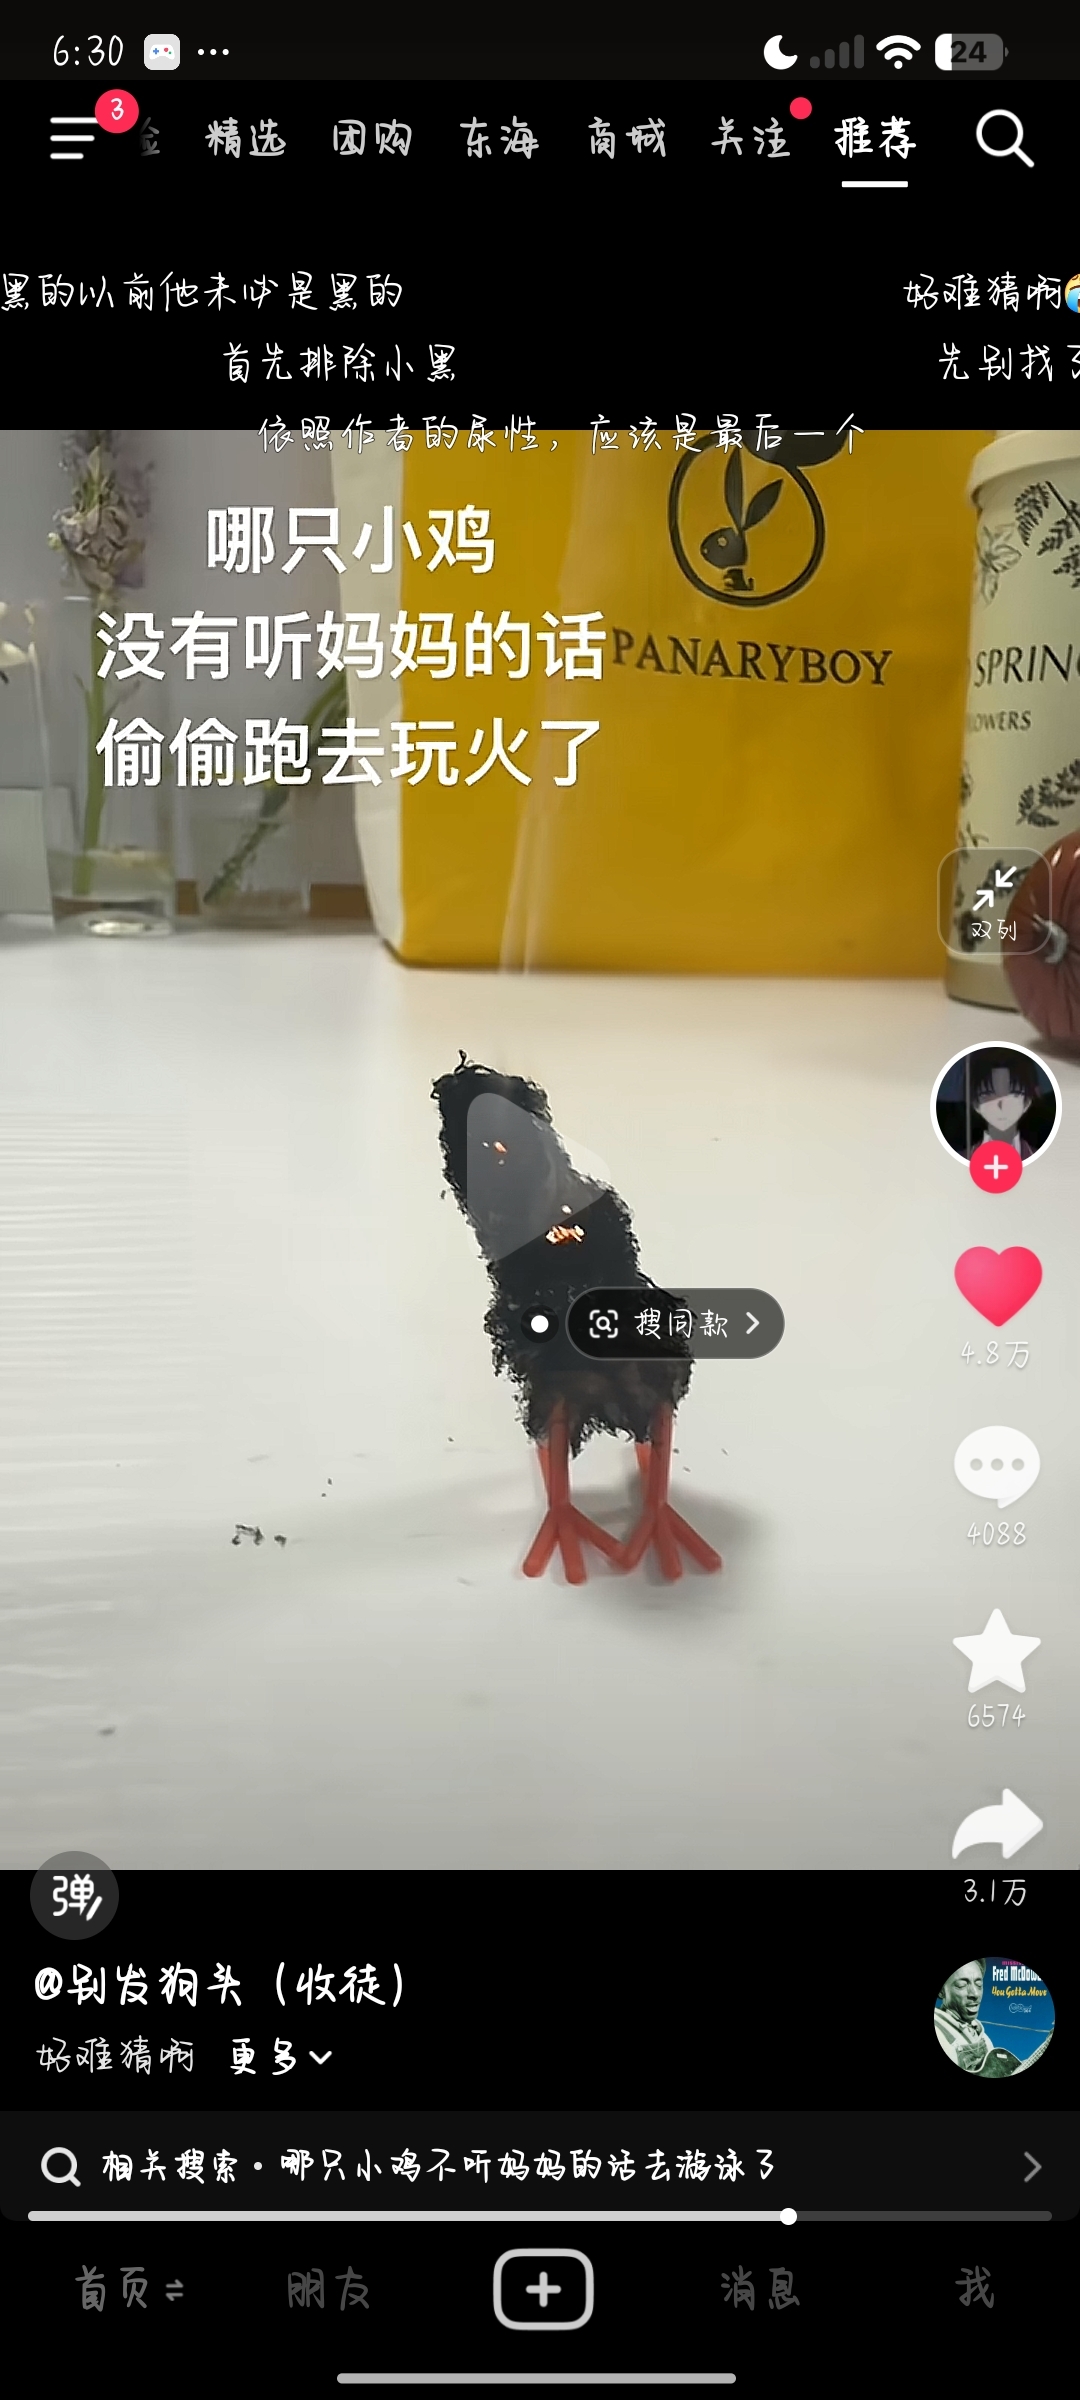 6:30
24
3
精选 团购 东海 商城 关注 推荐
黑的以前他未必是黑的
好难猜啊
首先排除小黑
先别找了
依照作者的尿性，应该是最后一个
哪只小鸡
没有听妈妈的话
偷偷跑去玩火了
PANARYBOY
SPRING
LOWERS
双列
搜同款
4.8万
4088
6574
3.1万
弹
@别发狗头（收徒）
好难猜啊 更多
Fred McDow
You Gotta Move
相关搜索·哪只小鸡不听妈妈的话去游泳了
首页 朋友 消息 我